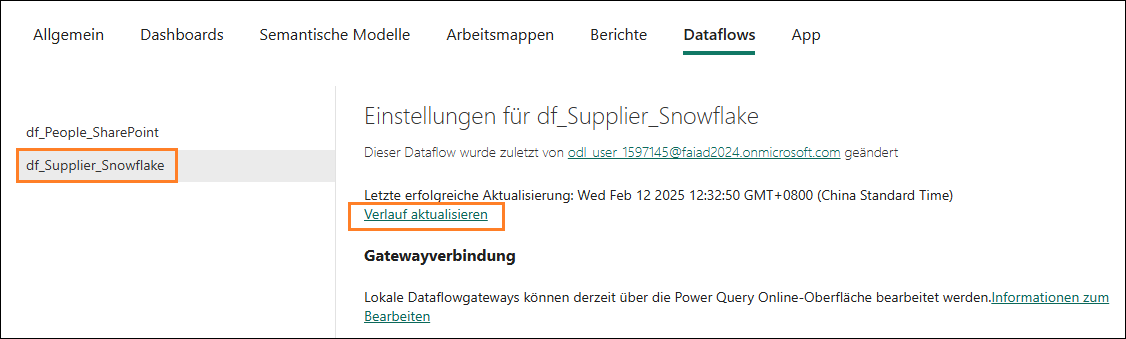 Allgemein Dashboards Semantische Modelle Arbeitsmappen Berichte Dataflows App
df_People_SharePoint
df_Supplier_Snowflake
Einstellungen für df_Supplier_Snowflake
Dieser Dataflow wurde zuletzt von odl_user_1597145@faiad2024.onmicrosoft.com geändert
Letzte erfolgreiche Aktualisierung: Wed Feb 12 2025 12:32:50 GMT+0800 (China Standard Time)
Verlauf aktualisieren
Gatewayverbindung
Lokale Dataflowgateways können derzeit über die Power Query Online-Oberfläche bearbeitet werden.Informationen zum
Bearbeiten